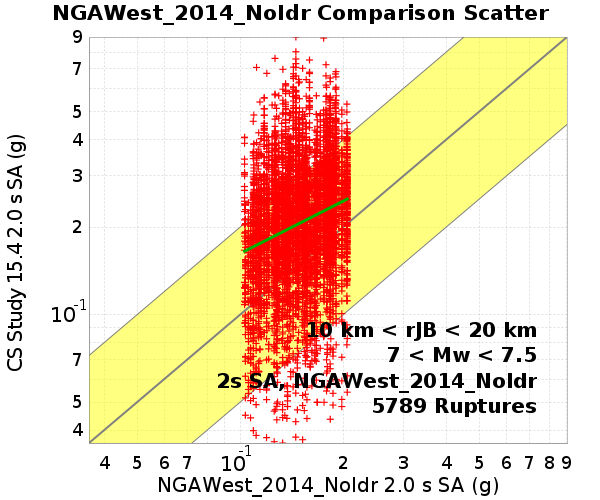 NGAWest_2014_NoIdr Comparison Scatter
9
7
5
4
3
2
10-1
7
5
4
CS Study 15.4 2.0 s SA (g)
10 km < rJB < 20 km
7 < Mw < 7.5
2s SA, NGAWest_2014_NoIdr
5789 Ruptures
4 5 6 7 10-1 2 3 4 5 6 7 8 9
NGAWest_2014_NoIdr 2.0 s SA (g)